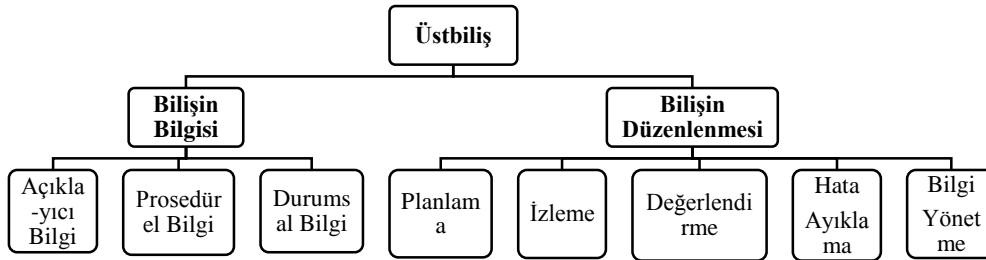 Üstbiliş
Bilişin
Bilgisi
Bilişin
Düzenlenmesi
Açıkla
-yıcı
Bilgi
Prosedür
el Bilgi
Durum­s
al Bilgi
Planlam
a
İzleme
Değerlendi
rme
Hata
Ayıkla
ma
Bilgi
Yönet
me